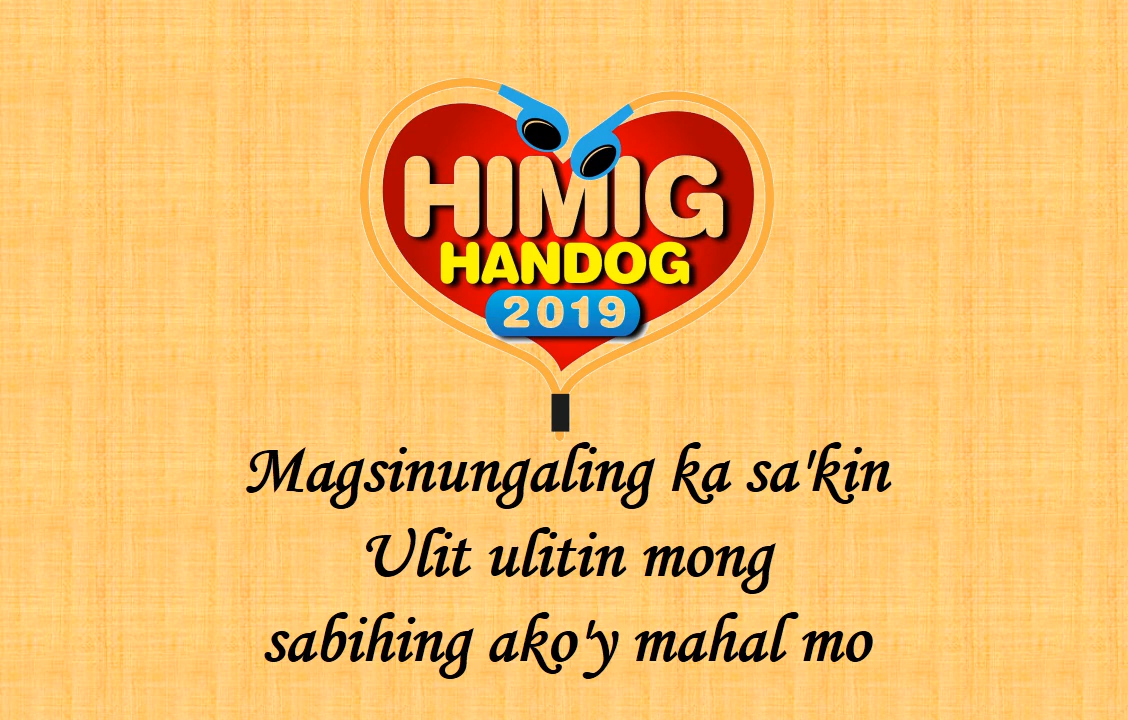 HIMIG
HANDOG
2019
Magsinungaling ka sa'kin
Ulit ulitin mong
sabihing ako'y mahal mo